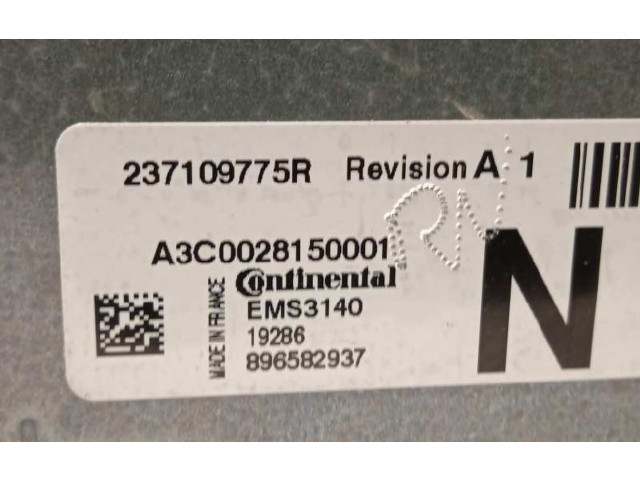 237109775R Revision A 1
A3C0028150001
Continental
MADE IN FRANCE
EMS3140
19286
896582937
N